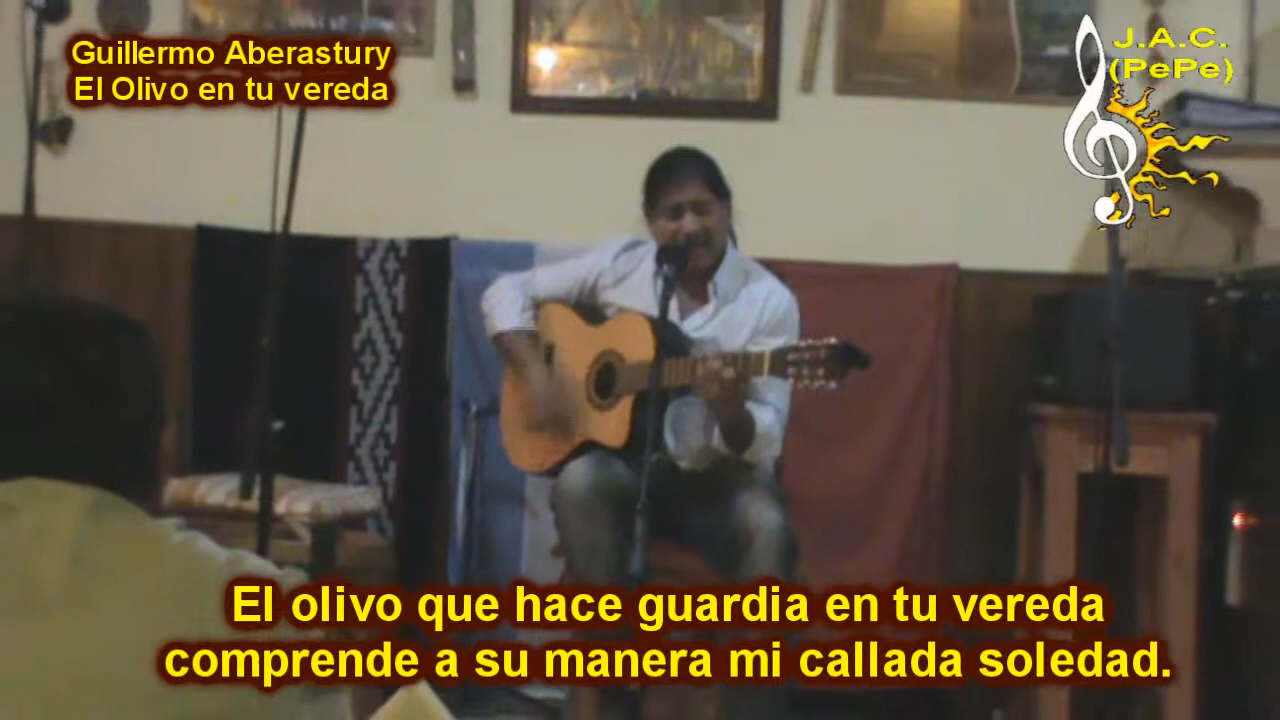 Guillermo Aberastury
El Olivo en tu vereda
J.A.C.
(PePe)
El olivo que hace guardia en tu vereda
comprende a su manera mi callada soledad.